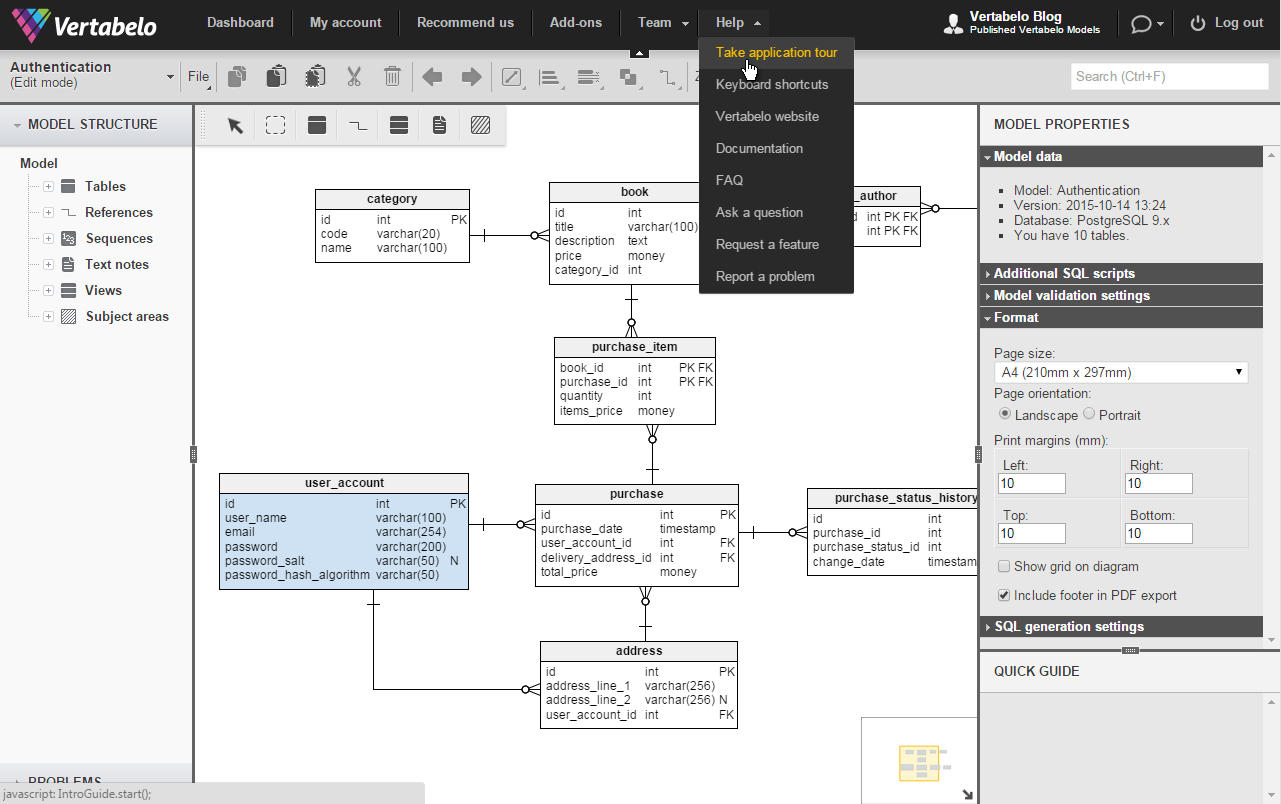 Vertabelo
Dashboard
My account
Recommend us
Add-ons
Team
Help
Vertabelo Blog
Published Vertabelo Models
Log out
Take application tour
Keyboard shortcuts
Vertabelo website
Documentation
FAQ
Ask a question
Request a feature
Report a problem
Authentication
(Edit mode)
File
Search (Ctrl+F)
MODEL STRUCTURE
Model
Tables
References
Sequences
Text notes
Views
Subject areas
PROBLEMS
javascript: IntroGuide.start();
category
id int PK
code varchar(20)
name varchar(100)
book
id int
title varchar(100)
description text
price money
category_id int
_author
int PK FK
int PK FK
purchase_item
book_id int PK FK
purchase_id int PK FK
quantity int
items_price money
user_account
id int PK
user_name varchar(100)
email varchar(254)
password varchar(200)
password_salt varchar(50) N
password_hash_algorithm varchar(50)
purchase
id int PK
purchase_date timestamp
user_account_id int FK
delivery_address_id int FK
total_price money
purchase_status_history
id int
purchase_id int
purchase_status_id int
change_date timestam
address
id int PK
address_line_1 varchar(256)
address_line_2 varchar(256) N
user_account_id int FK
MODEL PROPERTIES
Model data
Model: Authentication
Version: 2015-10-14 13:24
Database: PostgreSQL 9.x
You have 10 tables.
Additional SQL scripts
Model validation settings
Format
Page size:
A4 (210mm x 297mm)
Page orientation:
Landscape Portrait
Print margins (mm):
Left: Right:
10 10
Top: Bottom:
10 10
Show grid on diagram
Include footer in PDF export
SQL generation settings
QUICK GUIDE